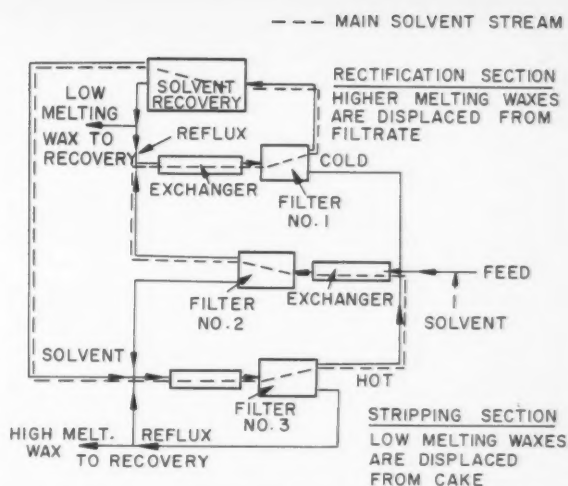 MAIN SOLVENT STREAM
SOLVENT
RECOVERY
RECTIFICATION SECTION
HIGHER MELTING WAXES
ARE DISPLACED FROM
FILTRATE
LOW
MELTING
WAX TO
RECOVERY
REFLUX
EXCHANGER
COLD
FILTER
NO. 1
FILTER
NO. 2
EXCHANGER
FEED
SOLVENT
SOLVENT
HOT
FILTER
NO. 3
HIGH MELT.
WAX
REFLUX
TO RECOVERY
STRIPPING SECTION
LOW MELTING WAXES
ARE DISPLACED
FROM CAKE